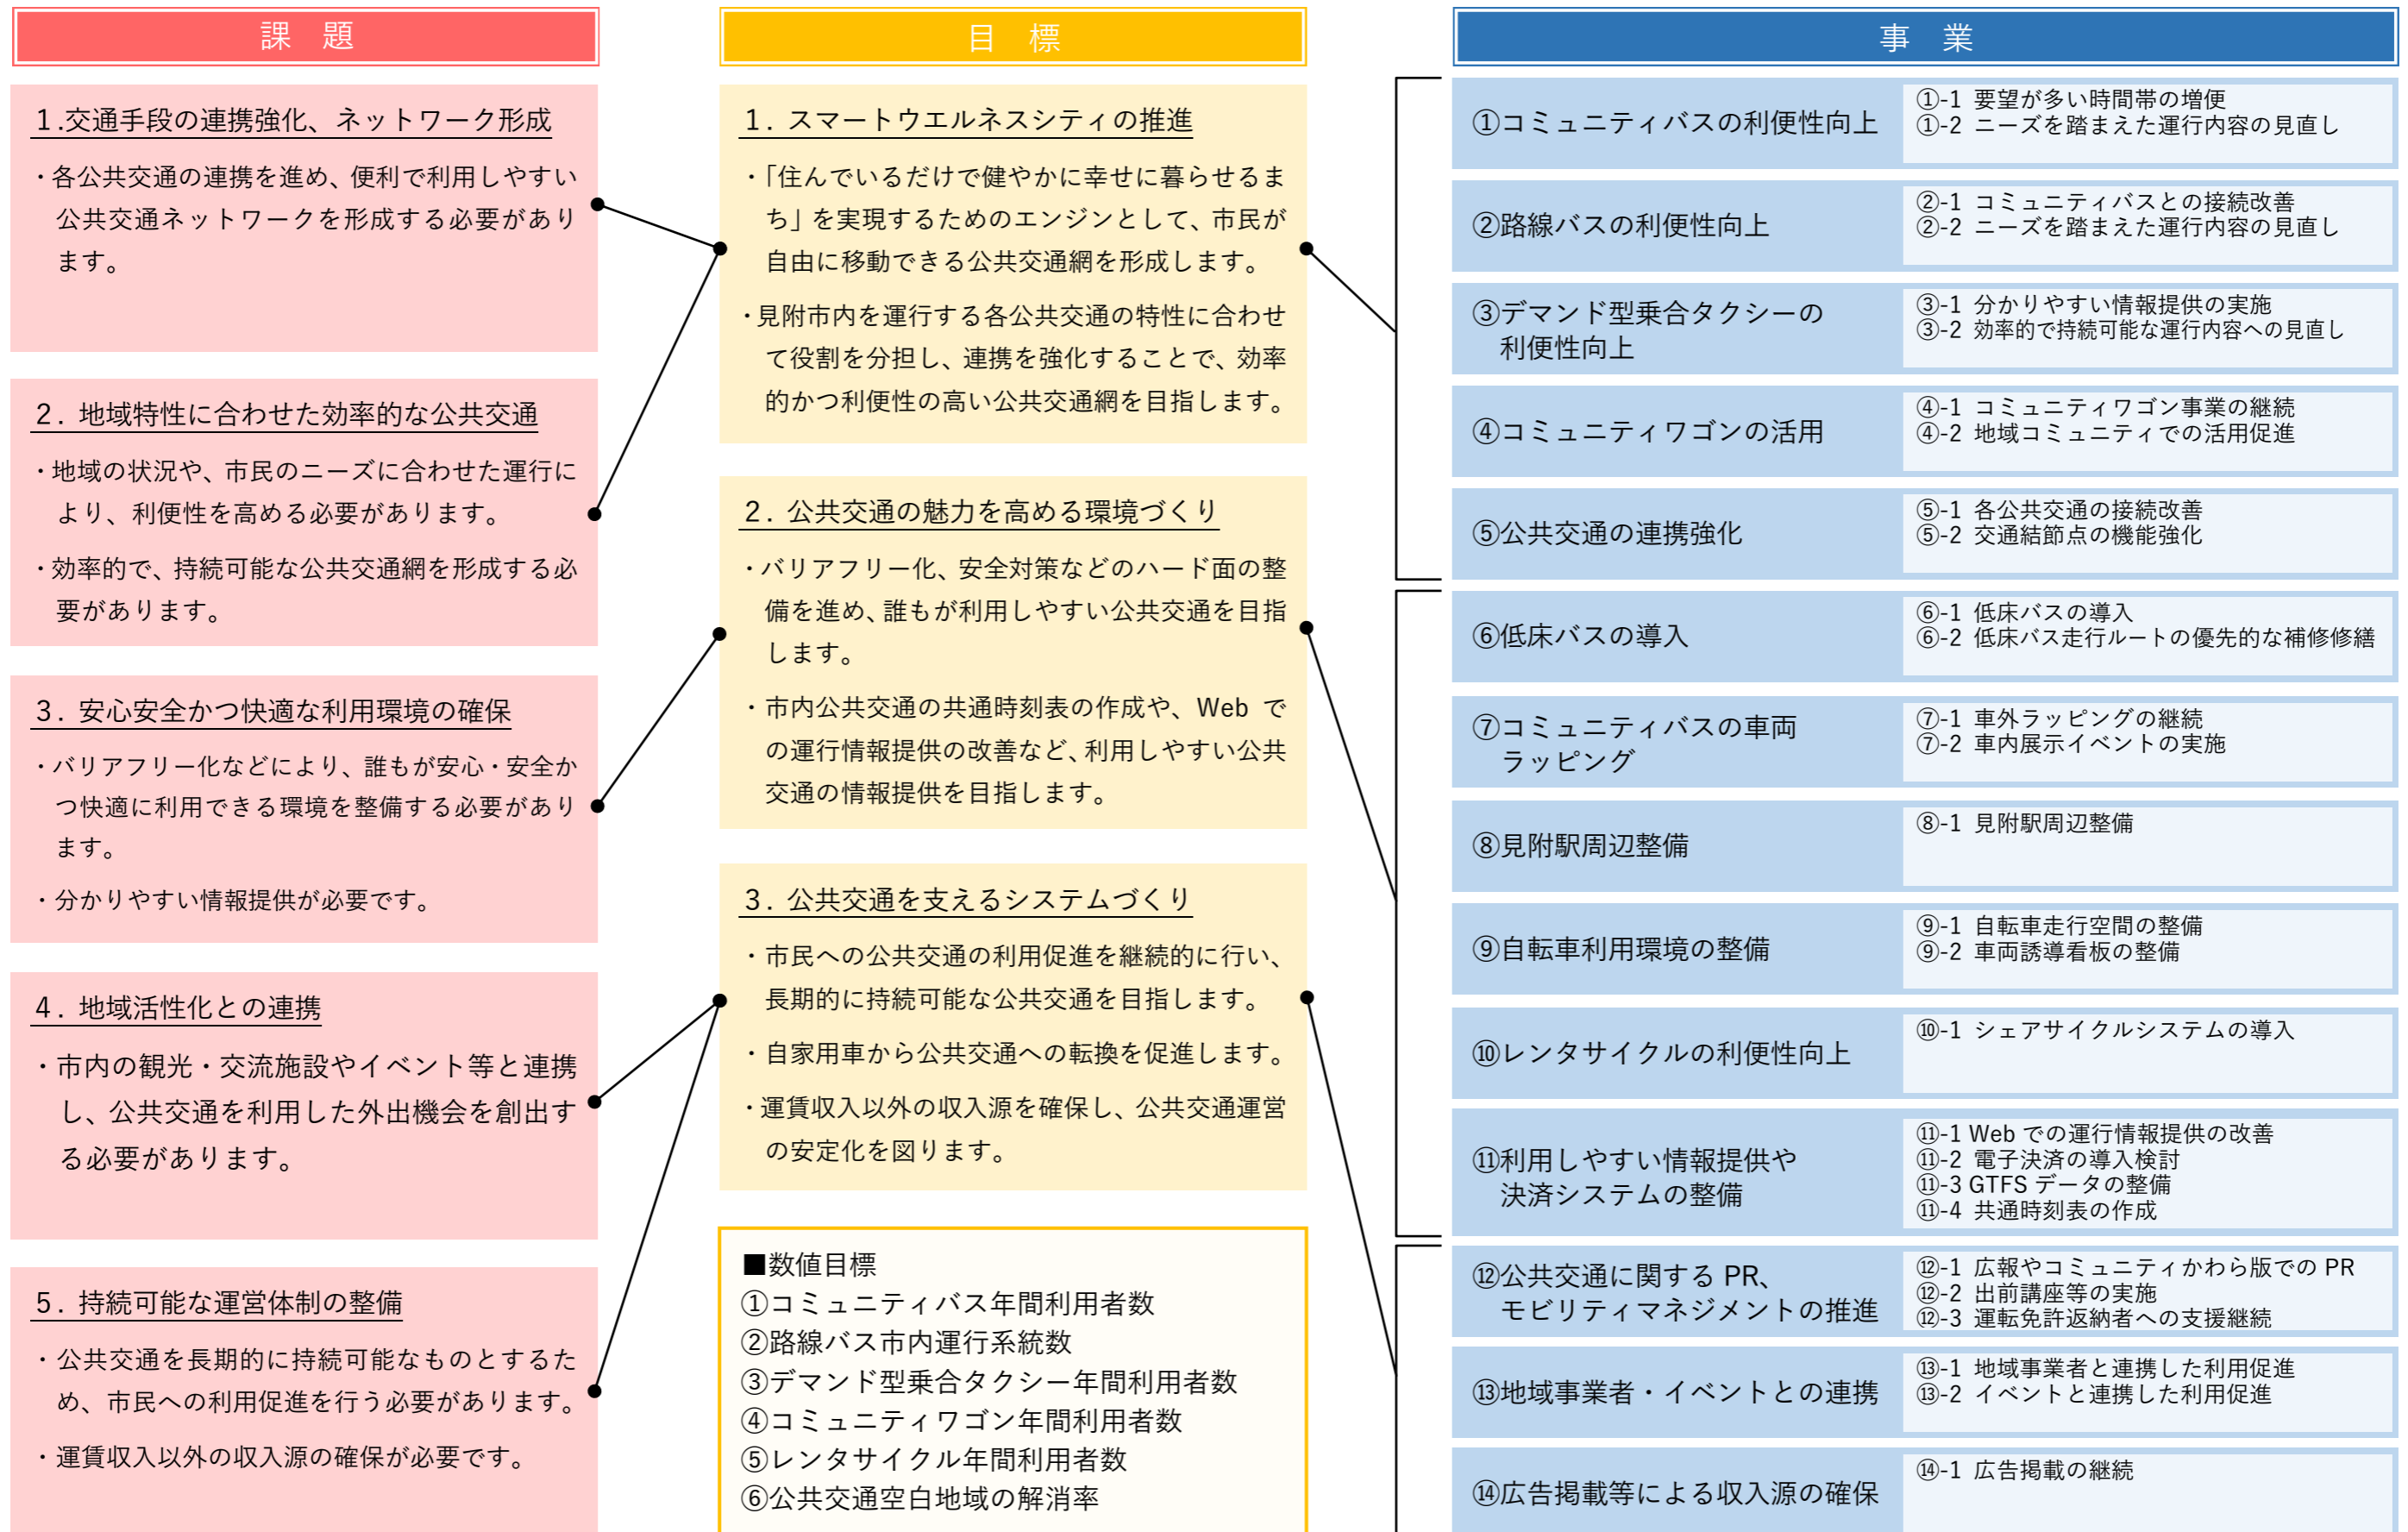 課 題
1.交通手段の連携強化、ネットワーク形成
・各公共交通の連携を進め、便利で利用しやすい
公共交通ネットワークを形成する必要があり
ます。
2. 地域特性に合わせた効率的な公共交通
・地域の状況や、市民のニーズに合わせた運行に
より、利便性を高める必要があります。
・効率的で、持続可能な公共交通網を形成する必
要があります。
3. 安心安全かつ快適な利用環境の確保
・バリアフリー化などにより、誰もが安心・安全か
つ快適に利用できる環境を整備する必要があり
ます。
・分かりやすい情報提供が必要です。
4. 地域活性化との連携
・市内の観光・交流施設やイベント等と連携
し、公共交通を利用した外出機会を創出す
る必要があります。
5. 持続可能な運営体制の整備
・公共交通を長期的に持続可能なものとするた
め、市民への利用促進を行う必要があります。
・運賃収入以外の収入源の確保が必要です。
目 標
1. スマートウエルネスシティの推進
・「住んでいるだけで健やかに幸せに暮らせるま
ち」を実現するためのエンジンとして、市民が
自由に移動できる公共交通網を形成します。
・見附市内を運行する各公共交通の特性に合わせ
て役割を分担し、連携を強化することで、効率
的かつ利便性の高い公共交通網を目指します。
2. 公共交通の魅力を高める環境づくり
・バリアフリー化、安全対策などのハード面の整
備を進め、誰もが利用しやすい公共交通を目指
します。
・市内公共交通の共通時刻表の作成や、Web で
の運行情報提供の改善など、利用しやすい公共
交通の情報提供を目指します。
3. 公共交通を支えるシステムづくり
・市民への公共交通の利用促進を継続的に行い、
長期的に持続可能な公共交通を目指します。
・自家用車から公共交通への転換を促進します。
・運賃収入以外の収入源を確保し、公共交通運営
の安定化を図ります。
■数値目標
①コミュニティバス年間利用者数
②路線バス市内運行系統数
③デマンド型乗合タクシー年間利用者数
④コミュニティワゴン年間利用者数
⑤レンタサイクル年間利用者数
⑥公共交通空白地域の解消率
事 業
①コミュニティバスの利便性向上
①-1 要望が多い時間帯の増便
①-2 ニーズを踏まえた運行内容の見直し
②路線バスの利便性向上
②-1 コミュニティバスとの接続改善
②-2 ニーズを踏まえた運行内容の見直し
③デマンド型乗合タクシーの
利便性向上
③-1 分かりやすい情報提供の実施
③-2 効率的で持続可能な運行内容への見直し
④コミュニティワゴンの活用
④-1 コミュニティワゴン事業の継続
④-2 地域コミュニティでの活用促進
⑤公共交通の連携強化
⑤-1 各公共交通の接続改善
⑤-2 交通結節点の機能強化
⑥低床バスの導入
⑥-1 低床バスの導入
⑥-2 低床バス走行ルートの優先的な補修修繕
⑦コミュニティバスの車両
ラッピング
⑦-1 車外ラッピングの継続
⑦-2 車内展示イベントの実施
⑧見附駅周辺整備
⑧-1 見附駅周辺整備
⑨自転車利用環境の整備
⑨-1 自転車走行空間の整備
⑨-2 車両誘導看板の整備
⑩レンタサイクルの利便性向上
⑩-1 シェアサイクルシステムの導入
⑪利用しやすい情報提供や
決済システムの整備
⑪-1 Web での運行情報提供の改善
⑪-2 電子決済の導入検討
⑪-3 GTFS データの整備
⑪-4 共通時刻表の作成
⑫公共交通に関する PR、
モビリティマネジメントの推進
⑫-1 広報やコミュニティかわら版での PR
⑫-2 出前講座等の実施
⑫-3 運転免許返納者への支援継続
⑬地域事業者・イベントとの連携
⑬-1 地域事業者と連携した利用促進
⑬-2 イベントと連携した利用促進
⑭広告掲載等による収入源の確保
⑭-1 広告掲載の継続